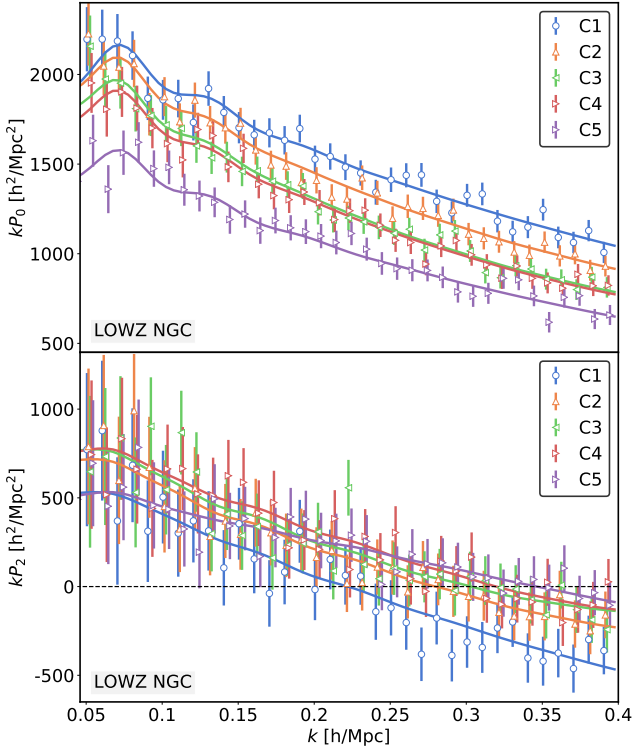 2000
1500
1000
500
kP₀ [h²/Mpc²]
C1
C2
C3
C4
C5
LOWZ NGC
1000
500
0
-500
kP₂ [h²/Mpc²]
C1
C2
C3
C4
C5
LOWZ NGC
0.05 0.1 0.15 0.2 0.25 0.3 0.35 0.4
k [h/Mpc]